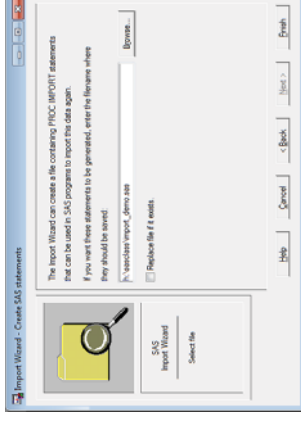 Import Wizard - Create SAS statements
The Import Wizard can create a file containing PROC IMPORT statements
that can be used in SAS programs to import this data again.
If you want these statements to be generated, enter the filename where
they should be saved:
Browse...
Replace file if it exists.
SAS
Import Wizard
Select file
Help
Cancel
< Back
Next >
Finish